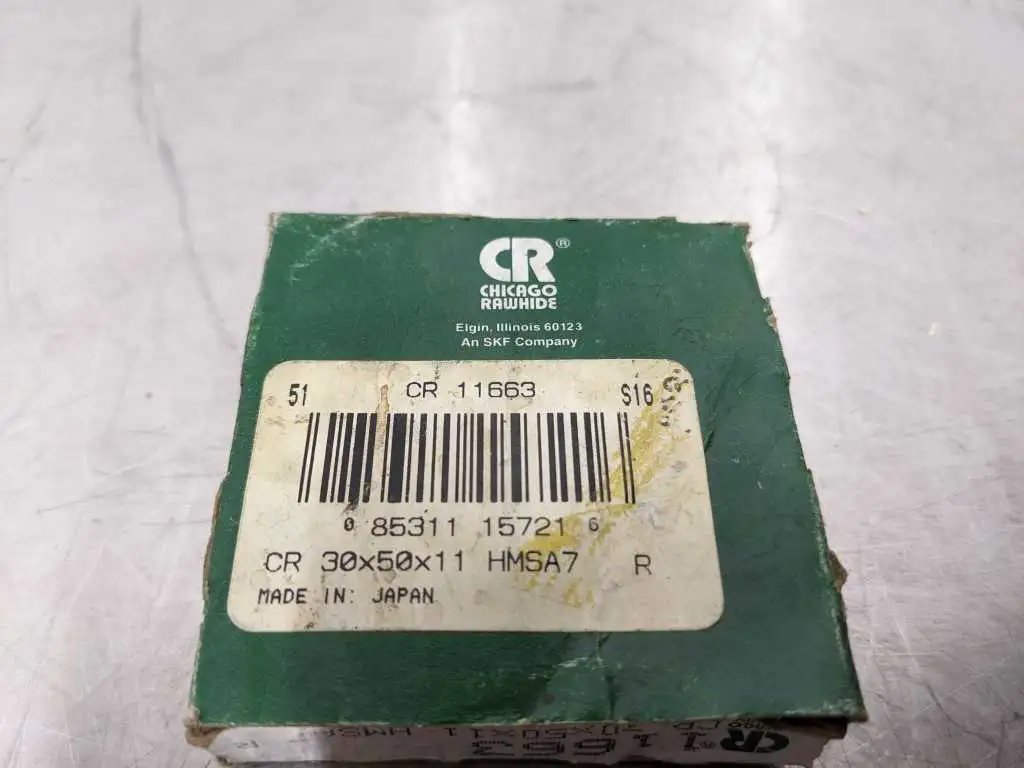 CR®
CHICAGO
RAWHIDE
Elgin, Illinois 60123
An SKF Company
51 CR 11663 S16
0 85311 15721 6
CR 30x50x11 HMSA7 R
MADE IN: JAPAN
CR